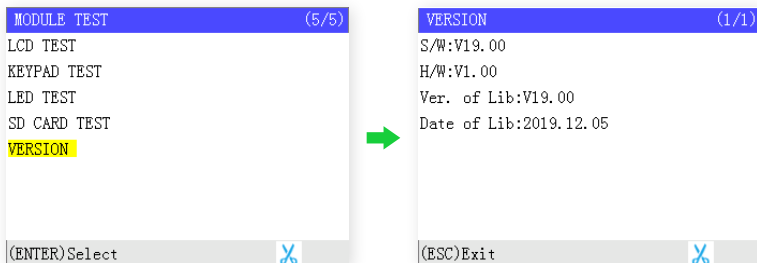 MODULE TEST (5/5)
LCD TEST
KEYPAD TEST
LED TEST
SD CARD TEST
VERSION
(ENTER)Select
VERSION (1/1)
S/W:V19.00
H/W:V1.00
Ver. of Lib:V19.00
Date of Lib:2019.12.05
(ESC)Exit